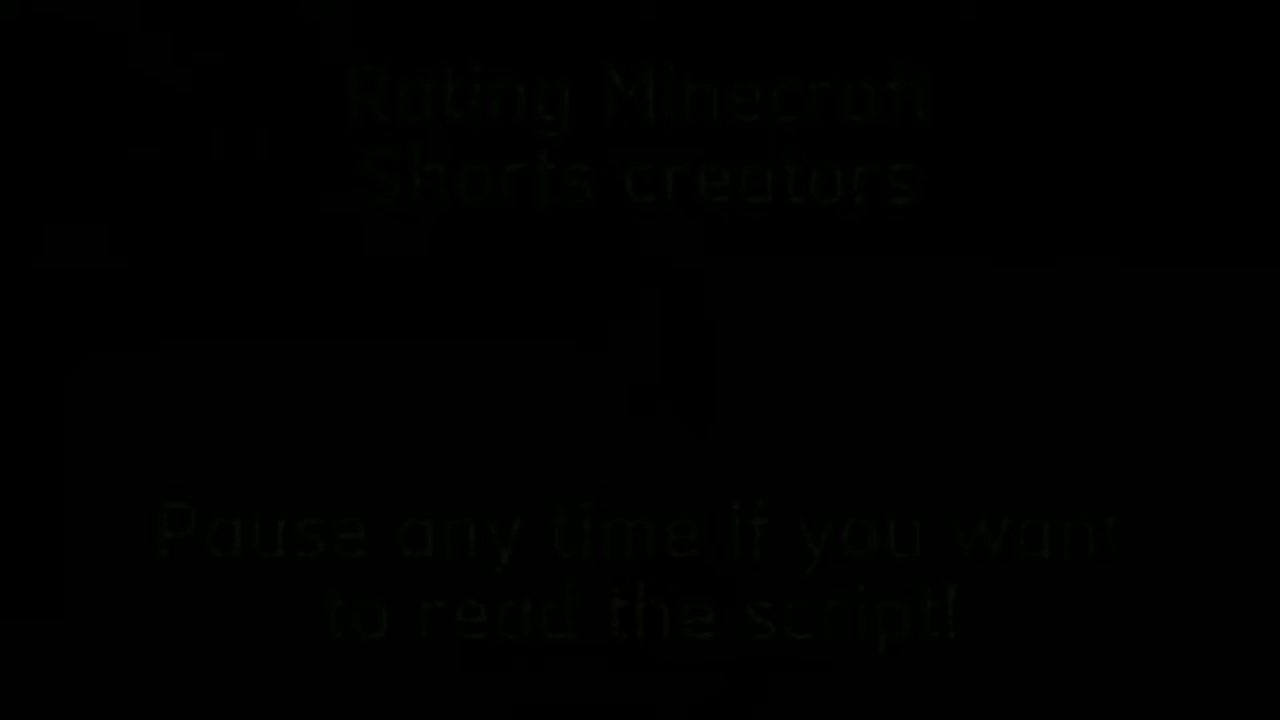 Rating Minecraft
Shorts creators
Pause any time if you want
to read the script!